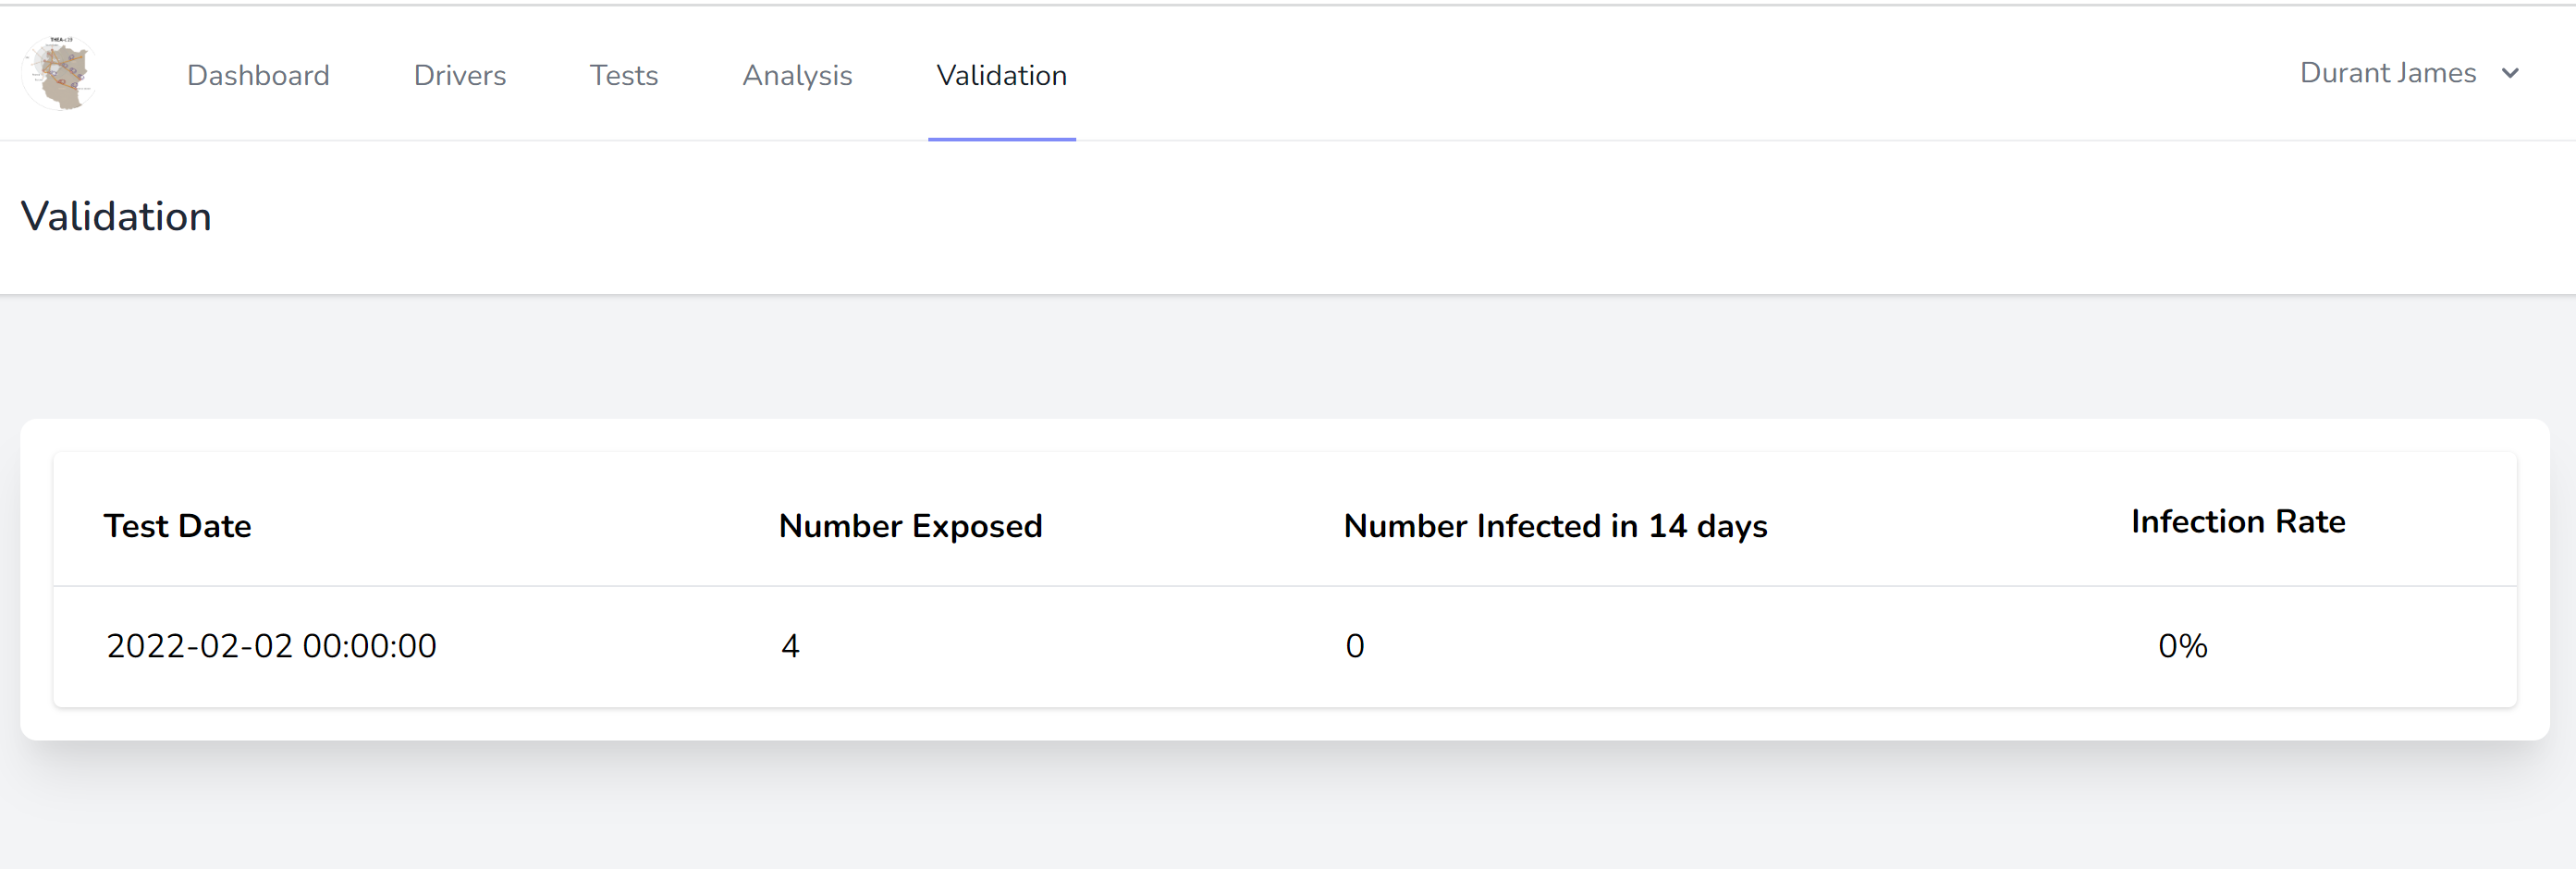 Dashboard Drivers Tests Analysis Validation Durant James
Validation
Test Date Number Exposed Number Infected in 14 days Infection Rate
2022-02-02 00:00:00 4 0 0%